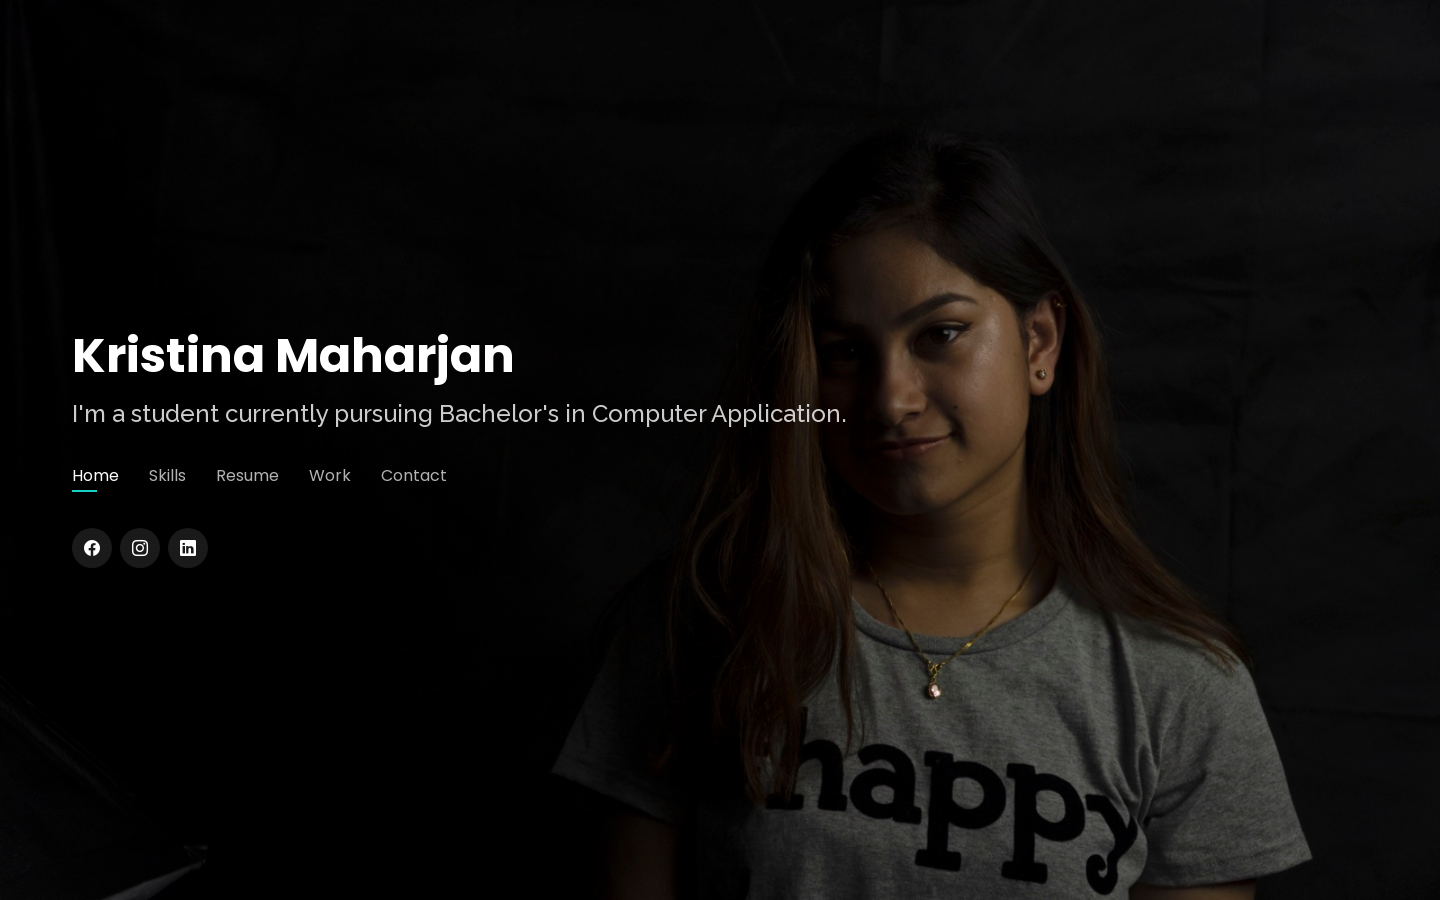 Kristina Maharjan
I'm a student currently pursuing Bachelor's in Computer Application.
Home Skills Resume Work Contact
happy